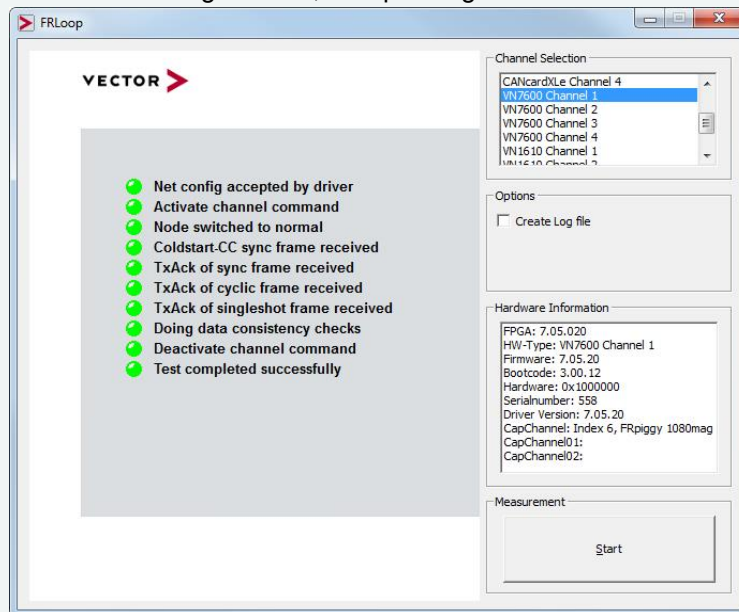 FRLoop
VECTOR
Net config accepted by driver
Activate channel command
Node switched to normal
Coldstart-CC sync frame received
TxAck of sync frame received
TxAck of cyclic frame received
TxAck of singleshot frame received
Doing data consistency checks
Deactivate channel command
Test completed successfully
Channel Selection
CANcardXLe Channel 4
VN7600 Channel 1
VN7600 Channel 2
VN7600 Channel 3
VN7600 Channel 4
VN1610 Channel 1
VN1610 Channel 2
Options
Create Log file
Hardware Information
FPGA: 7.05.020
HW-Type: VN7600 Channel 1
Firmware: 7.05.20
Bootcode: 3.00.12
Hardware: 0x1000000
Serialnumber: 558
Driver Version: 7.05.20
CapChannel: Index 6, FRpiggy 1080mag
CapChannel01:
CapChannel02:
Measurement
Start